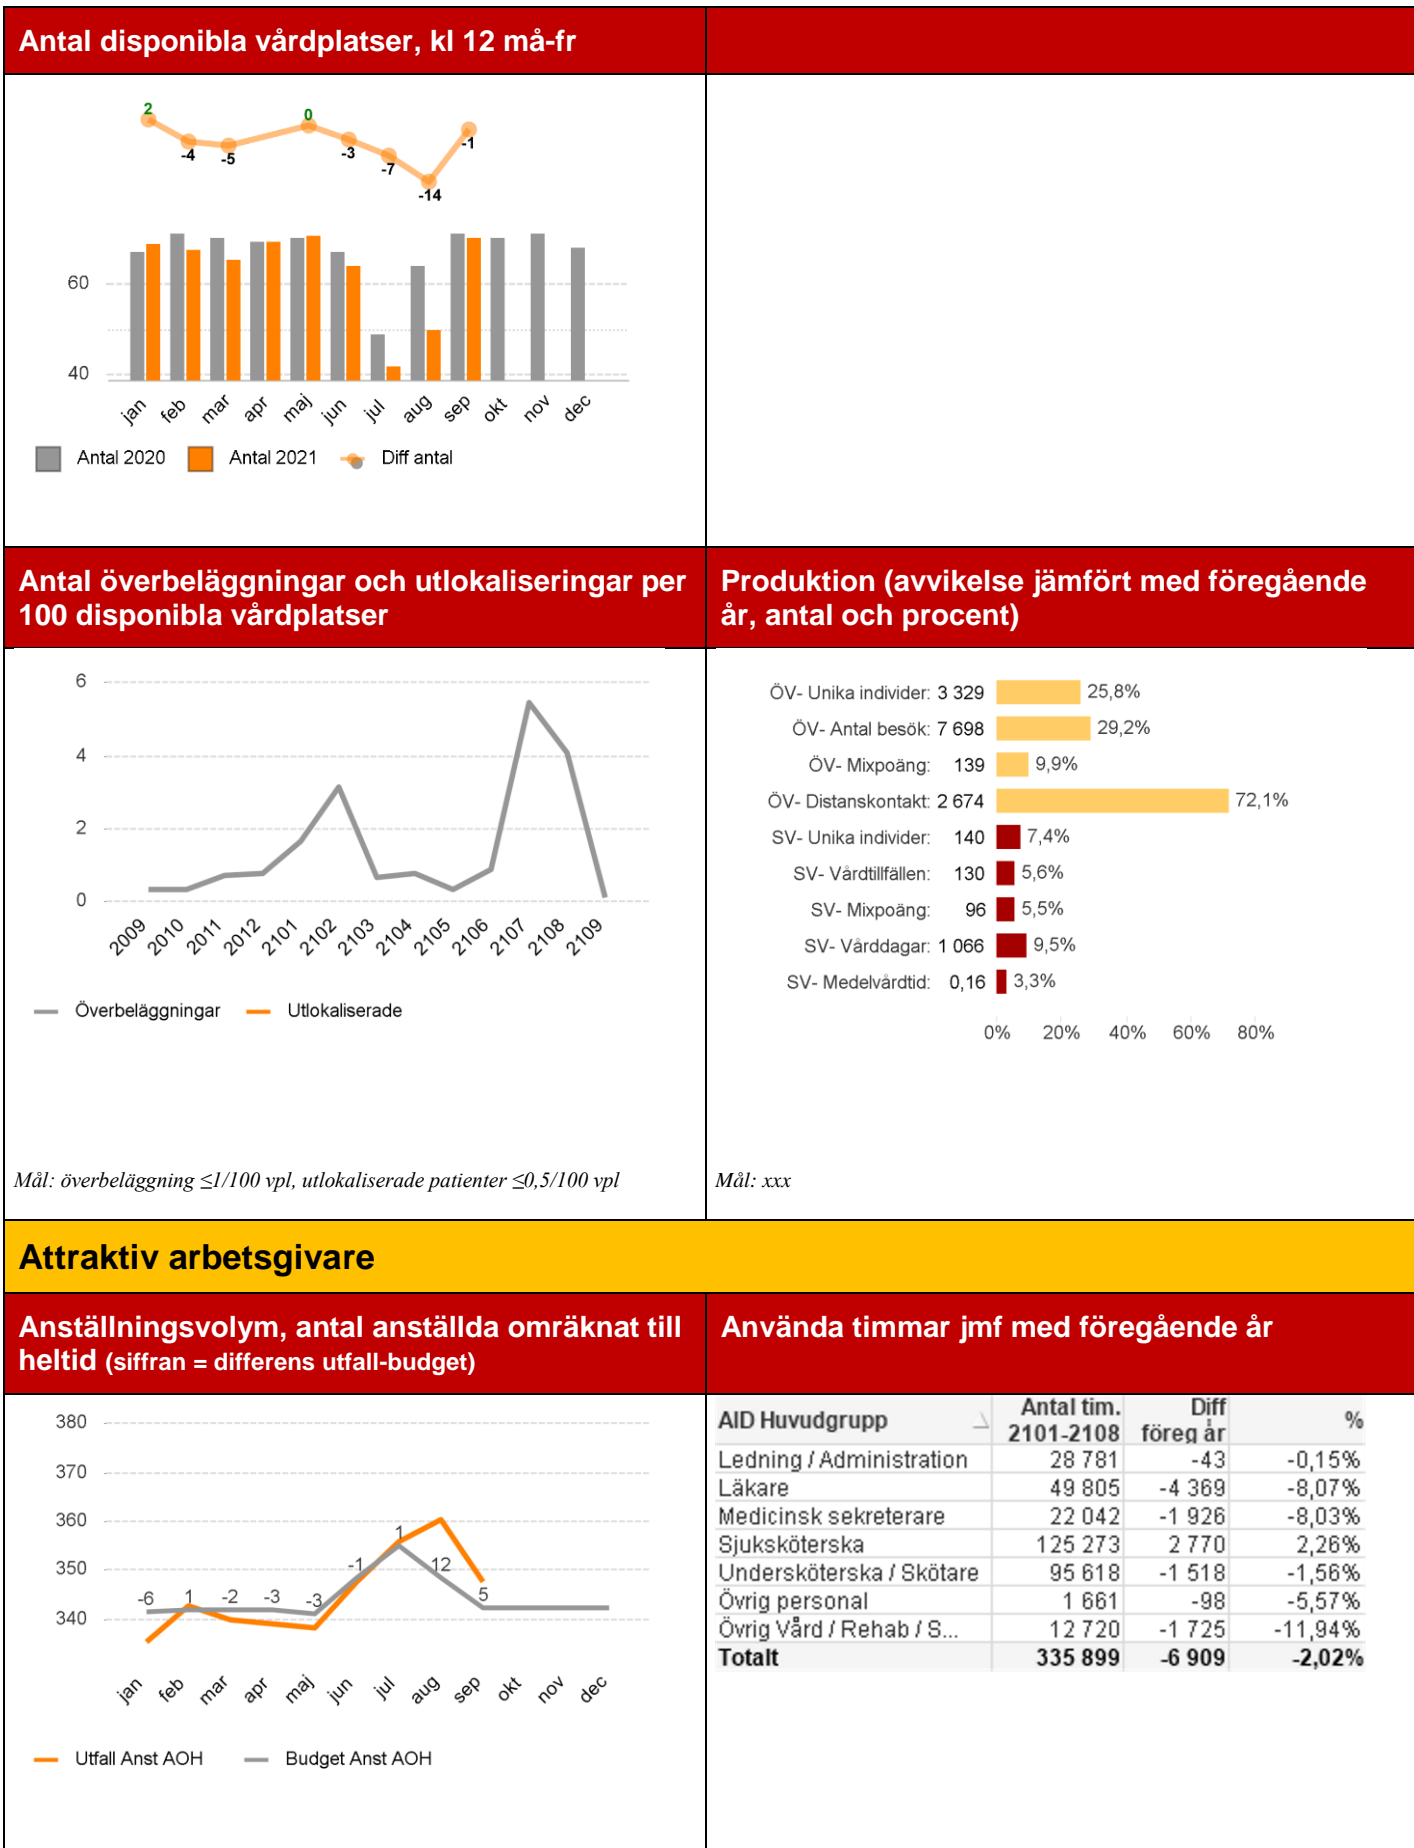 Antal disponibla vårdplatser, kl 12 må-fr
2
-4
-5
0
-3
-7
-14
-1
60
40
jan feb mar apr maj jun jul aug sep okt nov dec
Antal 2020 Antal 2021 Diff antal
Antal överbeläggningar och utlokaliseringar per
100 disponibla vårdplatser
6
4
2
0
2009 2010 2011 2012 2101 2102 2103 2104 2105 2106 2107 2108 2109
Överbeläggningar Utlokaliserade
Mål: överbeläggning ≤1/100 vpl, utlokaliserade patienter ≤0,5/100 vpl
Produktion (avvikelse jämfört med föregående
år, antal och procent)
ÖV- Unika individer: 3 329 25,8%
ÖV- Antal besök: 7 698 29,2%
ÖV- Mixpoäng: 139 9,9%
ÖV- Distanskontakt: 2 674 72,1%
SV- Unika individer: 140 7,4%
SV- Vårdtillfällen: 130 5,6%
SV- Mixpoäng: 96 5,5%
SV- Vårddagar: 1 066 9,5%
SV- Medelvårdtid: 0,16 3,3%
0% 20% 40% 60% 80%
Mål: xxx
Attraktiv arbetsgivare
Anställningsvolym, antal anställda omräknat till
heltid (siffran = differens utfall-budget)
380
370
360
350
340
-6 1 -2 -3 -3 -1 1 12 5
jan feb mar apr maj jun jul aug sep okt nov dec
Utfall Anst AOH Budget Anst AOH
Använda timmar jmf med föregående år
AID Huvudgrupp Antal tim. 2101-2108 Diff föreg år %
Ledning / Administration 28 781 -43 -0,15%
Läkare 49 805 -4 369 -8,07%
Medicinsk sekreterare 22 042 -1 926 -8,03%
Sjuksköterska 125 273 2 770 2,26%
Undersköterska / Skötare 95 618 -1 518 -1,56%
Övrig personal 1 661 -98 -5,57%
Övrig Vård / Rehab / S... 12 720 -1 725 -11,94%
Totalt 335 899 -6 909 -2,02%